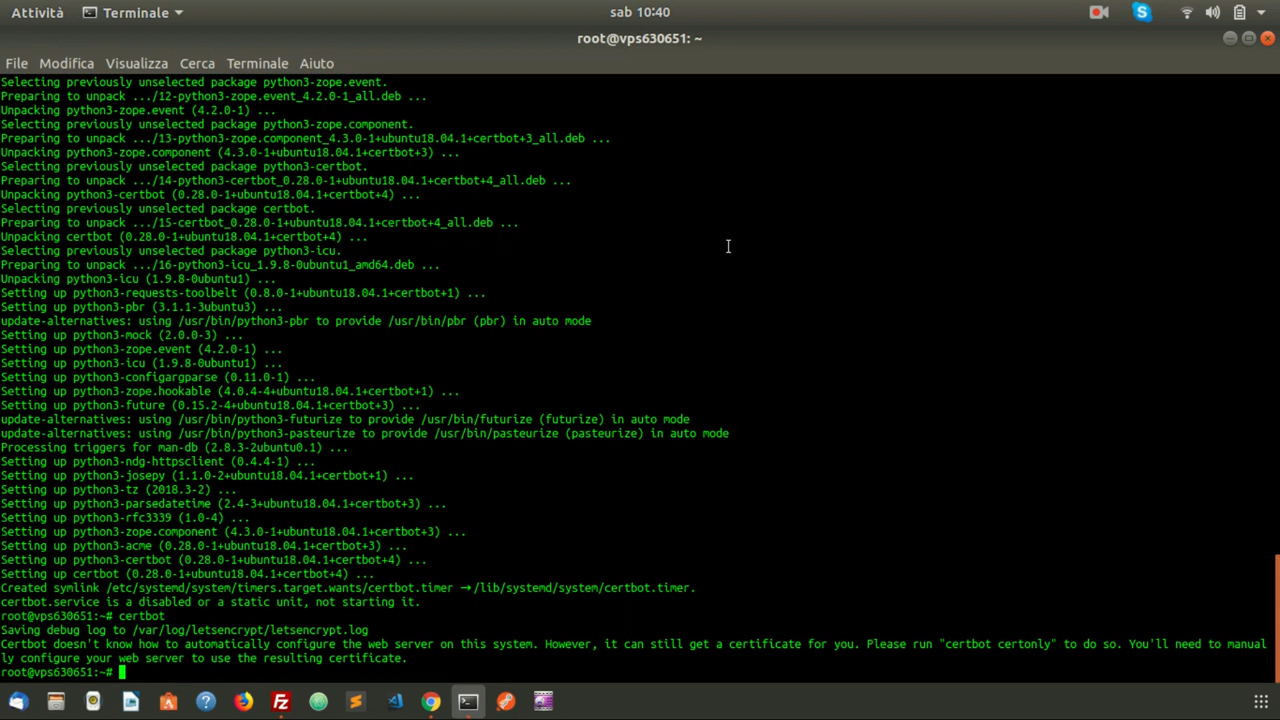 Attività
Terminale
sab 10:40
root@vps630651: ~
File Modifica Visualizza Cerca Terminale Aiuto
Selecting previously unselected package python3-zope.event.
Preparing to unpack .../12-python3-zope.event_4.2.0-1_all.deb ...
Unpacking python3-zope.event (4.2.0-1) ...
Selecting previously unselected package python3-zope.component.
Preparing to unpack .../13-python3-zope.component_4.3.0-1+ubuntu18.04.1+certbot+3_all.deb ...
Unpacking python3-zope.component (4.3.0-1+ubuntu18.04.1+certbot+3) ...
Selecting previously unselected package python3-certbot.
Preparing to unpack .../14-python3-certbot_0.28.0-1+ubuntu18.04.1+certbot+4_all.deb ...
Unpacking python3-certbot (0.28.0-1+ubuntu18.04.1+certbot+4) ...
Selecting previously unselected package certbot.
Preparing to unpack .../15-certbot_0.28.0-1+ubuntu18.04.1+certbot+4_all.deb ...
Unpacking certbot (0.28.0-1+ubuntu18.04.1+certbot+4) ...
Selecting previously unselected package python3-icu.
Preparing to unpack .../16-python3-icu_1.9.8-0ubuntu1_amd64.deb ...
Unpacking python3-icu (1.9.8-0ubuntu1) ...
Setting up python3-requests-toolbelt (0.8.0-1+ubuntu18.04.1+certbot+1) ...
Setting up python3-pbr (3.1.1-3ubuntu3) ...
update-alternatives: using /usr/bin/python3-pbr to provide /usr/bin/pbr (pbr) in auto mode
Setting up python3-mock (2.0.0-3) ...
Setting up python3-zope.event (4.2.0-1) ...
Setting up python3-icu (1.9.8-0ubuntu1) ...
Setting up python3-configargparse (0.11.0-1) ...
Setting up python3-zope.hookable (4.0.4-4+ubuntu18.04.1+certbot+1) ...
Setting up python3-future (0.15.2-4+ubuntu18.04.1+certbot+3) ...
update-alternatives: using /usr/bin/python3-futurize to provide /usr/bin/futurize (futurize) in auto mode
update-alternatives: using /usr/bin/python3-pasteurize to provide /usr/bin/pasteurize (pasteurize) in auto mode
Processing triggers for man-db (2.8.3-2ubuntu0.1) ...
Setting up python3-ndg-httpsclient (0.4.4-1) ...
Setting up python3-josepy (1.1.0-2+ubuntu18.04.1+certbot+1) ...
Setting up python3-tz (2018.3-2) ...
Setting up python3-parsedatetime (2.4-3+ubuntu18.04.1+certbot+3) ...
Setting up python3-rfc3339 (1.0-4) ...
Setting up python3-zope.component (4.3.0-1+ubuntu18.04.1+certbot+3) ...
Setting up python3-acme (0.28.0-1+ubuntu18.04.1+certbot+3) ...
Setting up python3-certbot (0.28.0-1+ubuntu18.04.1+certbot+4) ...
Setting up certbot (0.28.0-1+ubuntu18.04.1+certbot+4) ...
Created symlink /etc/systemd/system/timers.target.wants/certbot.timer → /lib/systemd/system/certbot.timer.
certbot.service is a disabled or a static unit, not starting it.
root@vps630651:~# certbot
Saving debug log to /var/log/letsencrypt/letsencrypt.log
Certbot doesn't know how to automatically configure the web server on this system. However, it can still get a certificate for you. Please run "certbot certonly" to do so. You'll need to manual
ly configure your web server to use the resulting certificate.
root@vps630651:~#